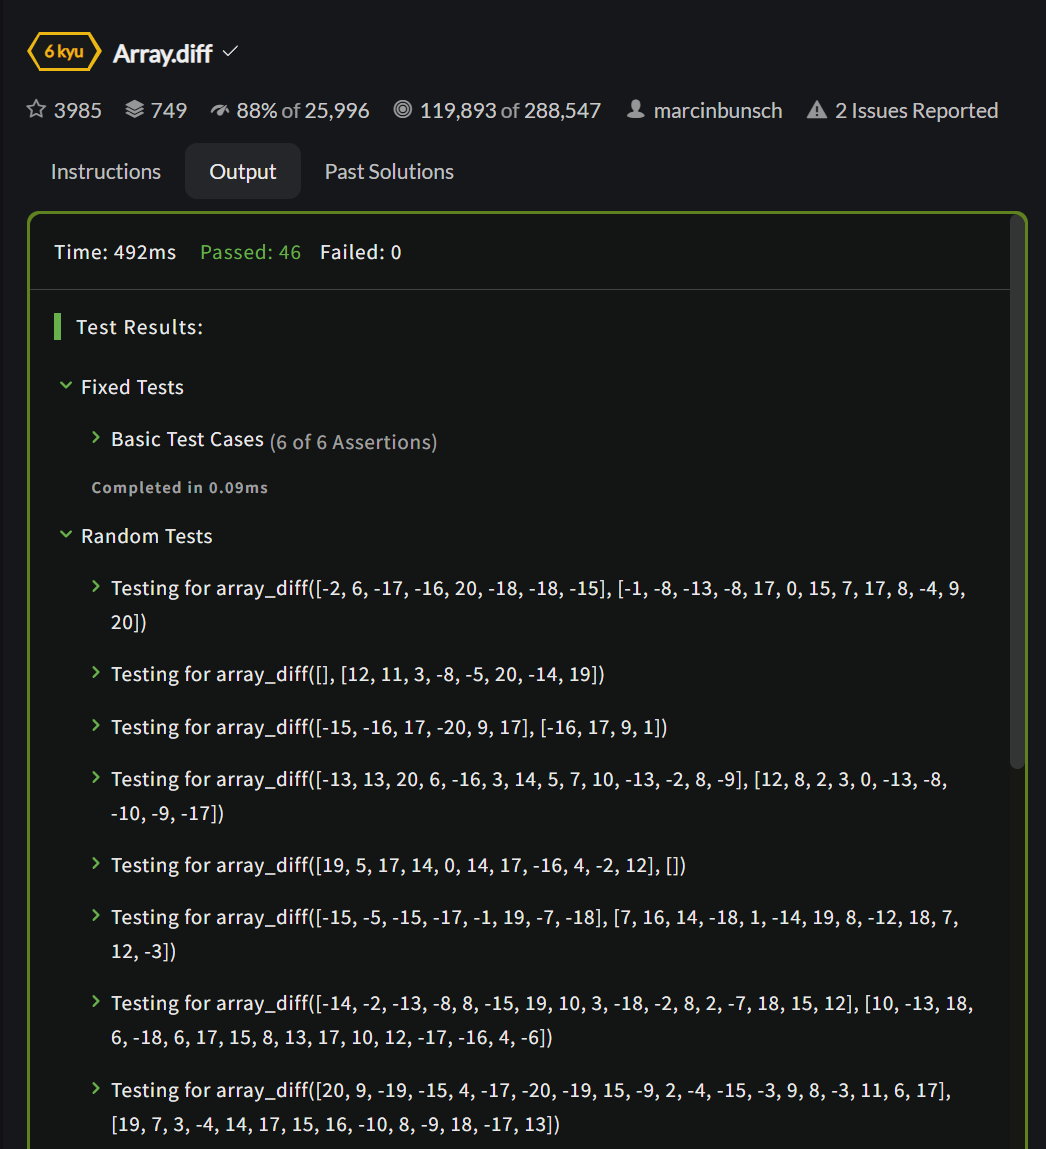 6 kyu Array.diff
3985 749 88% of 25,996 119,893 of 288,547 marcinbunsch 2 Issues Reported
Instructions Output Past Solutions
Time: 492ms Passed: 46 Failed: 0
Test Results:
Fixed Tests
Basic Test Cases (6 of 6 Assertions)
Completed in 0.09ms
Random Tests
Testing for array_diff([-2, 6, -17, -16, 20, -18, -18, -15], [-1, -8, -13, -8, 17, 0, 15, 7, 17, 8, -4, 9,
20])
Testing for array_diff([], [12, 11, 3, -8, -5, 20, -14, 19])
Testing for array_diff([-15, -16, 17, -20, 9, 17], [-16, 17, 9, 1])
Testing for array_diff([-13, 13, 20, 6, -16, 3, 14, 5, 7, 10, -13, -2, 8, -9], [12, 8, 2, 3, 0, -13, -8,
-10, -9, -17])
Testing for array_diff([19, 5, 17, 14, 0, 14, 17, -16, 4, -2, 12], [])
Testing for array_diff([-15, -5, -15, -17, -1, 19, -7, -18], [7, 16, 14, -18, 1, -14, 19, 8, -12, 18, 7,
12, -3])
Testing for array_diff([-14, -2, -13, -8, 8, -15, 19, 10, 3, -18, -2, 8, 2, -7, 18, 15, 12], [10, -13, 18,
6, -18, 6, 17, 15, 8, 13, 17, 10, 12, -17, -16, 4, -6])
Testing for array_diff([20, 9, -19, -15, 4, -17, -20, -19, 15, -9, 2, -4, -15, -3, 9, 8, -3, 11, 6, 17],
[19, 7, 3, -4, 14, 17, 15, 16, -10, 8, -9, 18, -17, 13])